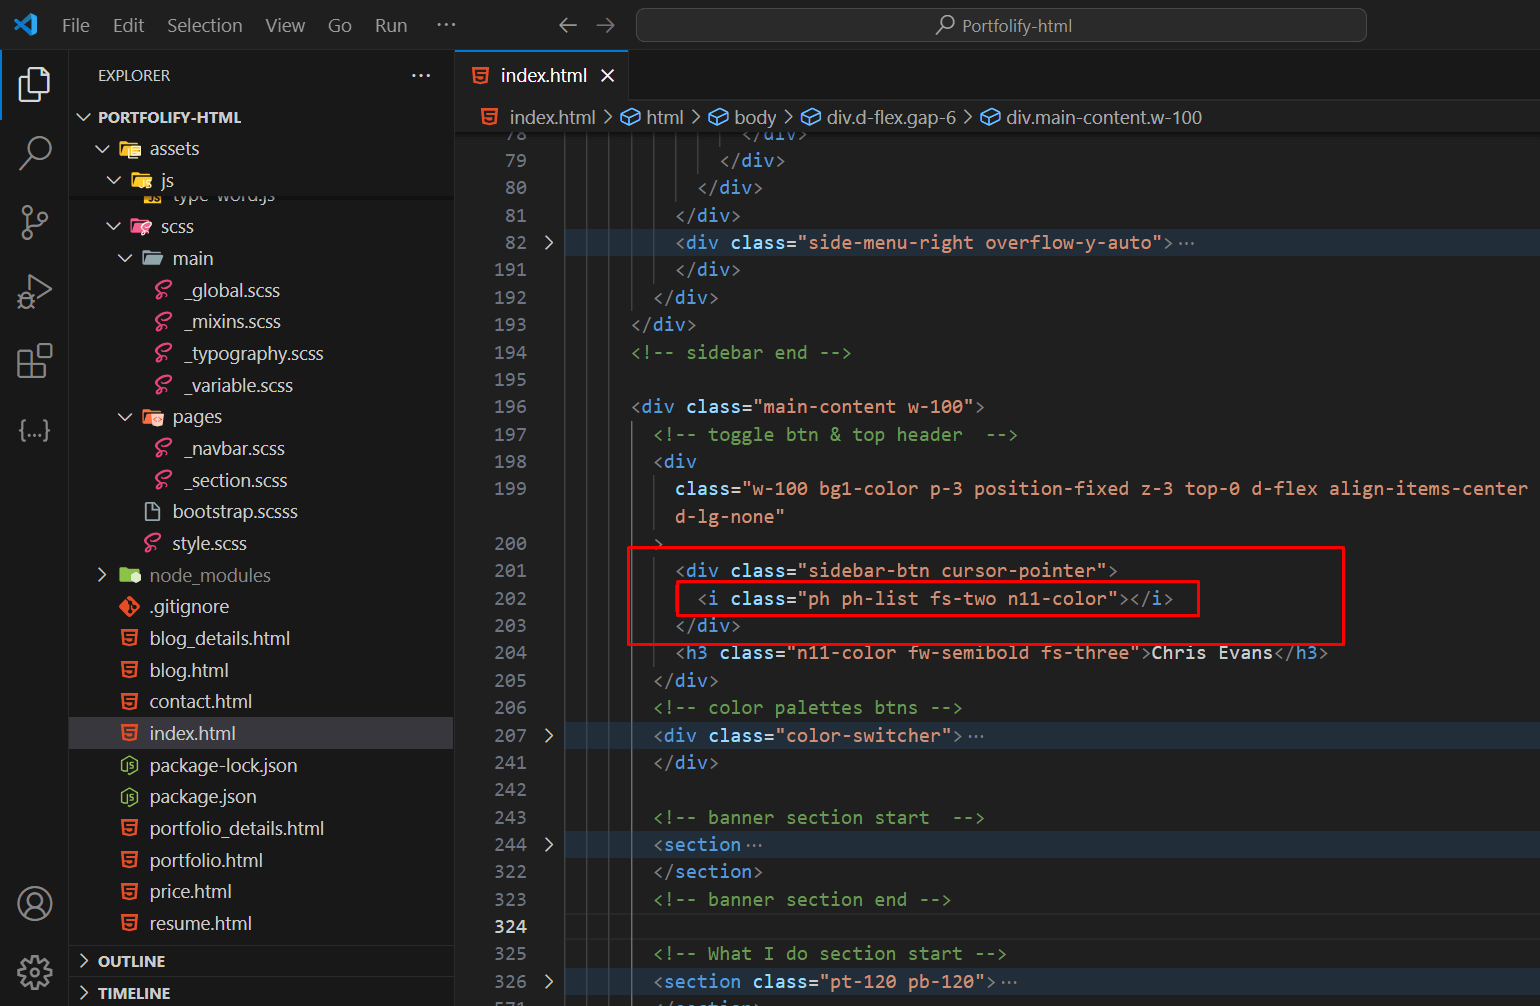 File Edit Selection View Go Run ···
Portfolify-html
EXPLORER ···
PORTFOLIFY-HTML
assets
js
type-word.js
scss
main
_global.scss
_mixins.scss
_typography.scss
_variable.scss
pages
_navbar.scss
_section.scss
bootstrap.scsss
style.scss
node_modules
.gitignore
blog_details.html
blog.html
contact.html
index.html
package-lock.json
package.json
portfolio_details.html
portfolio.html
price.html
resume.html
OUTLINE
TIMELINE
index.html
index.html > html > body > div.d-flex.gap-6 > div.main-content.w-100
78 </div>
79 </div>
80 </div>
81 </div>
82 <div class="side-menu-right overflow-y-auto">···
191 </div>
192 </div>
193 </div>
194 <!-- sidebar end -->
195
196 <div class="main-content w-100">
197 <!-- toggle btn & top header  -->
198 <div
199 class="w-100 bg1-color p-3 position-fixed z-3 top-0 d-flex align-items-center
d-lg-none"
200 >
201 <div class="sidebar-btn cursor-pointer">
202 <i class="ph ph-list fs-two n11-color"></i>
203 </div>
204 <h3 class="n11-color fw-semibold fs-three">Chris Evans</h3>
205 </div>
206 <!-- color palettes btns -->
207 <div class="color-switcher">···
241 </div>
242
243 <!-- banner section start  -->
244 <section···
322 </section>
323 <!-- banner section end -->
324
325 <!-- What I do section start -->
326 <section class="pt-120 pb-120">···
571 </section>